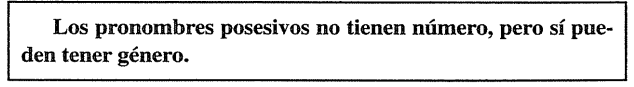 Los pronombres posesivos no tienen número, pero sí pue-
den tener género.